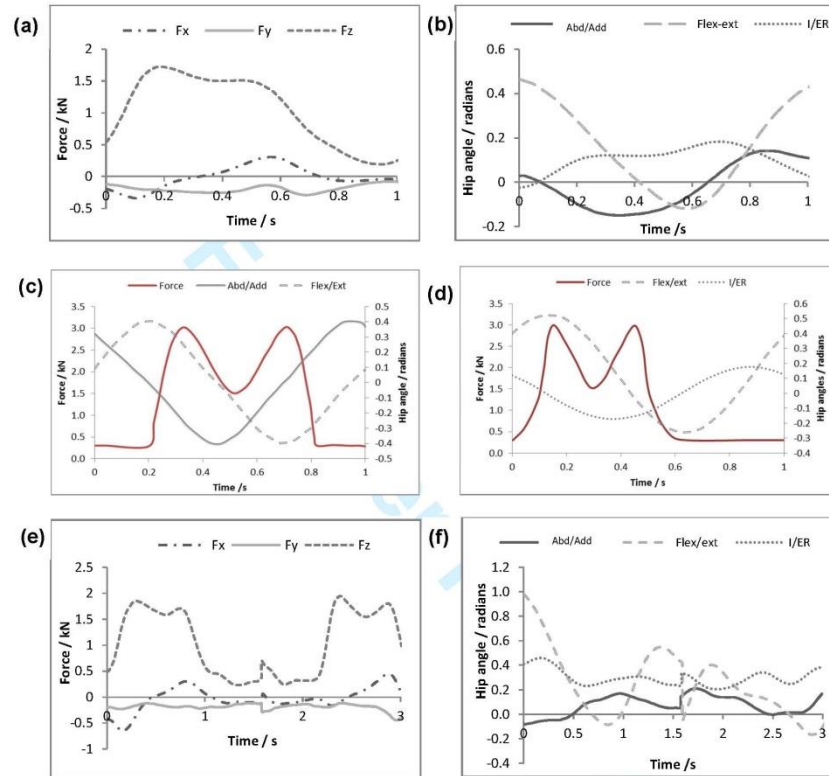 (a)
Fx Fy Fz
Force / kN
2
1.5
1
0.5
0
-0.5
0 0.2 0.4 0.6 0.8 1
Time / s
(b)
Abd/Add Flex-ext I/ER
Hip angle / radians
0.6
0.4
0.2
0
-0.2
0 0.2 0.4 0.6 0.8 1
Time /s
(c)
Force Abd/Add Flex/Ext
Force / kN
3.5
3.0
2.5
2.0
1.5
1.0
0.5
0.0
0.5
0.4
0.3
0.2
0.1
0
-0.1
-0.2
-0.3
-0.4
-0.5
Hip angle / radians
0 0.2 0.4 0.6 0.8 1
Time /s
(d)
Force Flex/ext I/ER
Force / kN
3.5
3.0
2.5
2.0
1.5
1.0
0.5
0.0
0.6
0.5
0.4
0.3
0.2
0.1
0
-0.1
-0.2
-0.3
-0.4
Hip angles / radians
0 0.2 0.4 0.6 0.8 1
Time /s
(e)
Fx Fy Fz
Force / kN
2.5
2
1.5
1
0.5
0
-0.5
-1
0 1 2 3
Time / s
(f)
Abd/Add Flex/ext I/ER
Hip angle / radians
1.2
1.0
0.8
0.6
0.4
0.2
0.0
-0.2
-0.4
0 0.5 1 1.5 2 2.5 3
Time / s